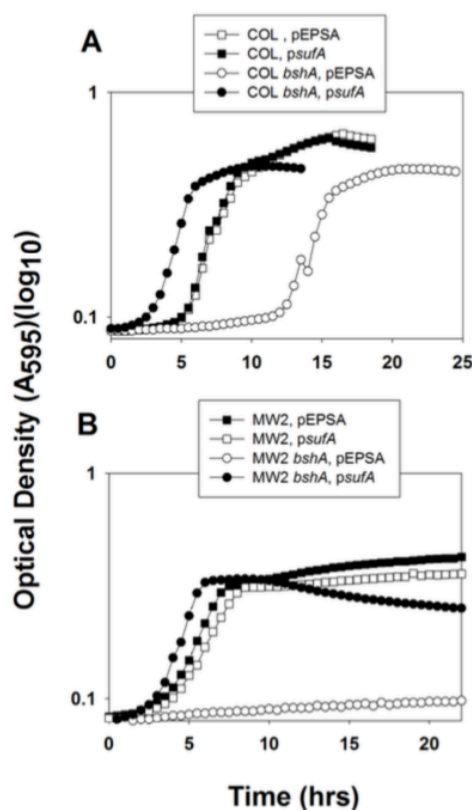 A
COL , pEPSA
COL, psufA
COL bshA, pEPSA
COL bshA, psufA
1
0.1
0 5 10 15 20 25
Optical Density (A595)(log10)
B
MW2, pEPSA
MW2, psufA
MW2 bshA, pEPSA
MW2 bshA, psufA
1
0.1
0 5 10 15 20
Time (hrs)